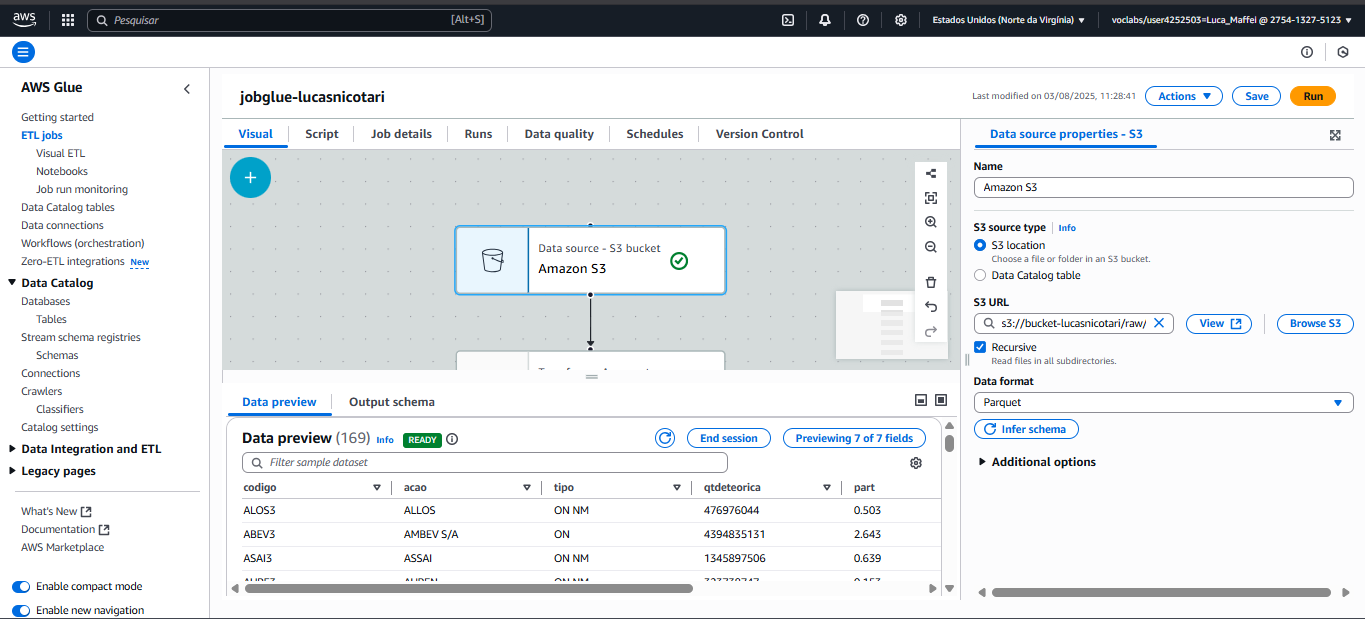 aws
Pesquisar
[Alt+S]
Estados Unidos (Norte da Virgínia)
voclabs/user4252503=Luca_Maffei @ 2754-1327-5123
AWS Glue
Getting started
ETL jobs
Visual ETL
Notebooks
Job run monitoring
Data Catalog tables
Data connections
Workflows (orchestration)
Zero-ETL integrations New
Data Catalog
Databases
Tables
Stream schema registries
Schemas
Connections
Crawlers
Classifiers
Catalog settings
Data Integration and ETL
Legacy pages
What's New
Documentation
AWS Marketplace
Enable compact mode
Enable new navigation
jobglue-lucasnicotari
Last modified on 03/08/2025, 11:28:41
Actions
Save
Run
Visual
Script
Job details
Runs
Data quality
Schedules
Version Control
Data source - S3 bucket
Amazon S3
Data preview
Output schema
Data preview (169) Info READY
End session
Previewing 7 of 7 fields
Filter sample dataset
codigo acao tipo qtdeteorica part
ALOS3 ALLOS ON NM 476976044 0.503
ABEV3 AMBEV S/A ON 4394835131 2.643
ASAI3 ASSAI ON NM 1345897506 0.639
Data source properties - S3
Name
Amazon S3
S3 source type Info
S3 location
Choose a file or folder in an S3 bucket.
Data Catalog table
S3 URL
s3://bucket-lucasnicotari/raw/
View
Browse S3
Recursive
Read files in all subdirectories.
Data format
Parquet
Infer schema
Additional options